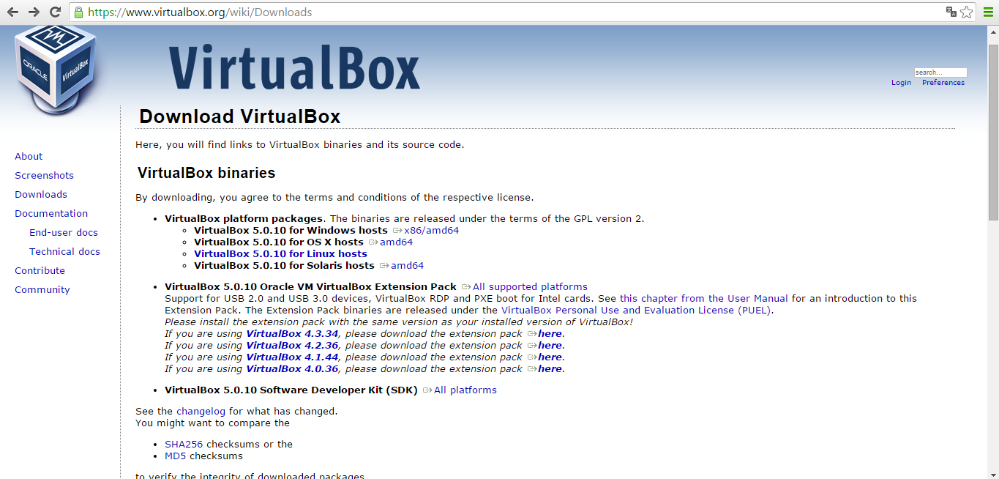 https://www.virtualbox.org/wiki/Downloads
ORACLE
VirtualBox
VirtualBox
search...
Login Preferences
Download VirtualBox
Here, you will find links to VirtualBox binaries and its source code.
About
Screenshots
Downloads
Documentation
End-user docs
Technical docs
Contribute
Community
VirtualBox binaries
By downloading, you agree to the terms and conditions of the respective license.
VirtualBox platform packages. The binaries are released under the terms of the GPL version 2.
VirtualBox 5.0.10 for Windows hosts x86/amd64
VirtualBox 5.0.10 for OS X hosts amd64
VirtualBox 5.0.10 for Linux hosts
VirtualBox 5.0.10 for Solaris hosts amd64
VirtualBox 5.0.10 Oracle VM VirtualBox Extension Pack All supported platforms
Support for USB 2.0 and USB 3.0 devices, VirtualBox RDP and PXE boot for Intel cards. See this chapter from the User Manual for an introduction to this
Extension Pack. The Extension Pack binaries are released under the VirtualBox Personal Use and Evaluation License (PUEL).
Please install the extension pack with the same version as your installed version of VirtualBox!
If you are using VirtualBox 4.3.34, please download the extension pack here.
If you are using VirtualBox 4.2.36, please download the extension pack here.
If you are using VirtualBox 4.1.44, please download the extension pack here.
If you are using VirtualBox 4.0.36, please download the extension pack here.
VirtualBox 5.0.10 Software Developer Kit (SDK) All platforms
See the changelog for what has changed.
You might want to compare the
SHA256 checksums or the
MD5 checksums
to verify the integrity of downloaded packages